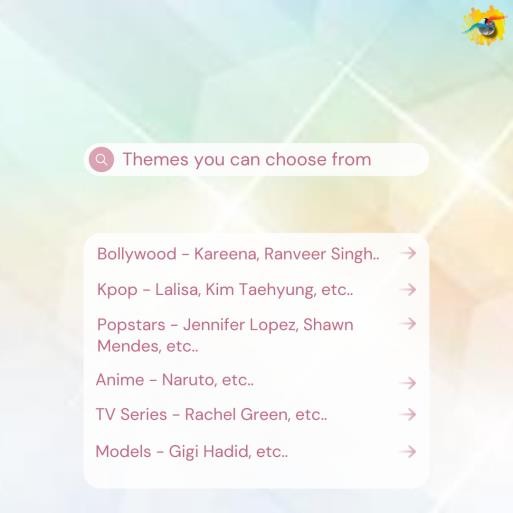 Themes you can choose from
Bollywood - Kareena, Ranveer Singh..
Kpop - Lalisa, Kim Taehyung, etc..
Popstars - Jennifer Lopez, Shawn
Mendes, etc..
Anime - Naruto, etc..
TV Series - Rachel Green, etc..
Models - Gigi Hadid, etc..